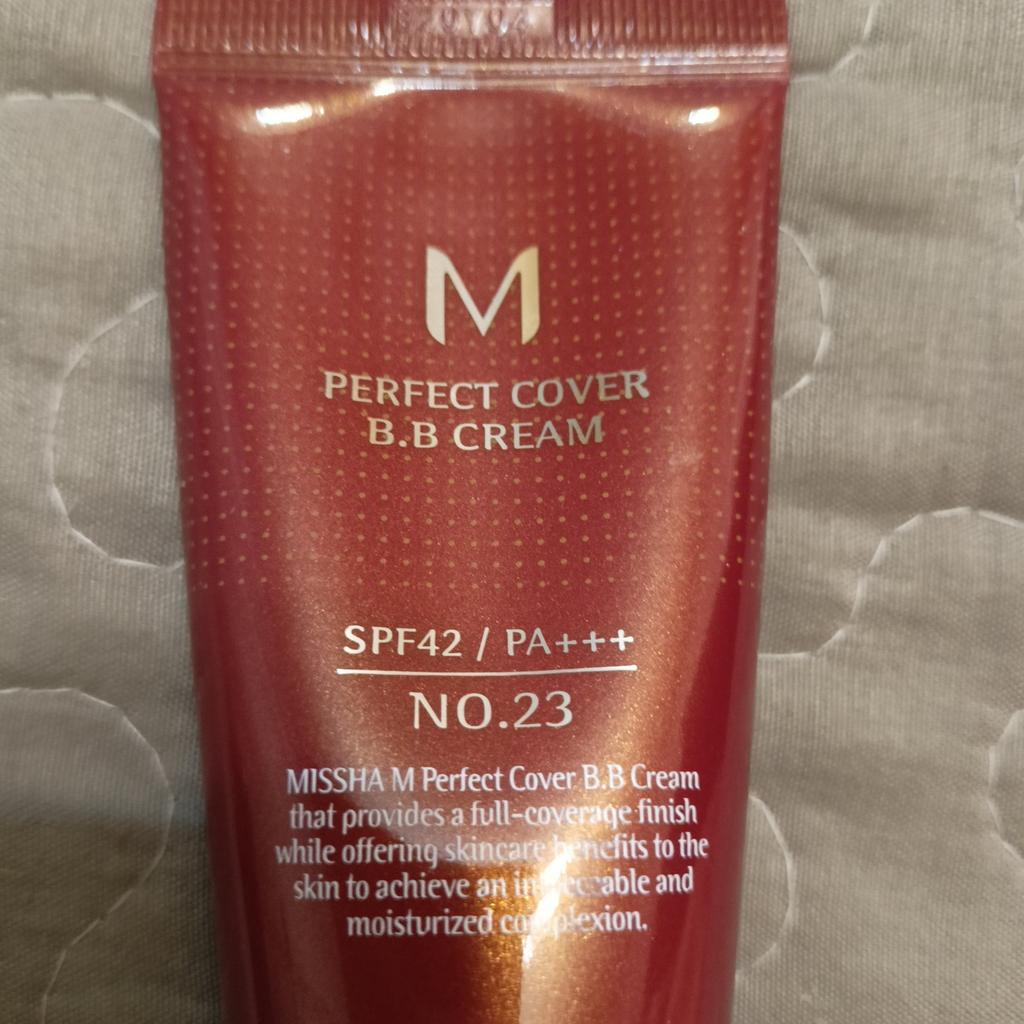 M
PERFECT COVER
B.B CREAM
SPF42 / PA+++
NO.23
MISSHA M Perfect Cover B.B Cream
that provides a full-coverage finish
while offering skincare benefits to the
skin to achieve an impeccable and
moisturized complexion.